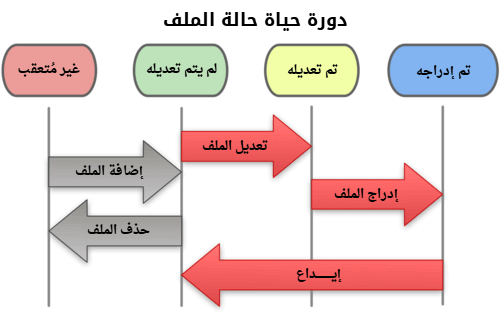 دورة حياة حالة الملف
تم إدراجه
تم تعديله
لم يتم تعديله
غير مُتعقب
تعديل الملف
إضافة الملف
إدراج الملف
حذف الملف
إيـــداع